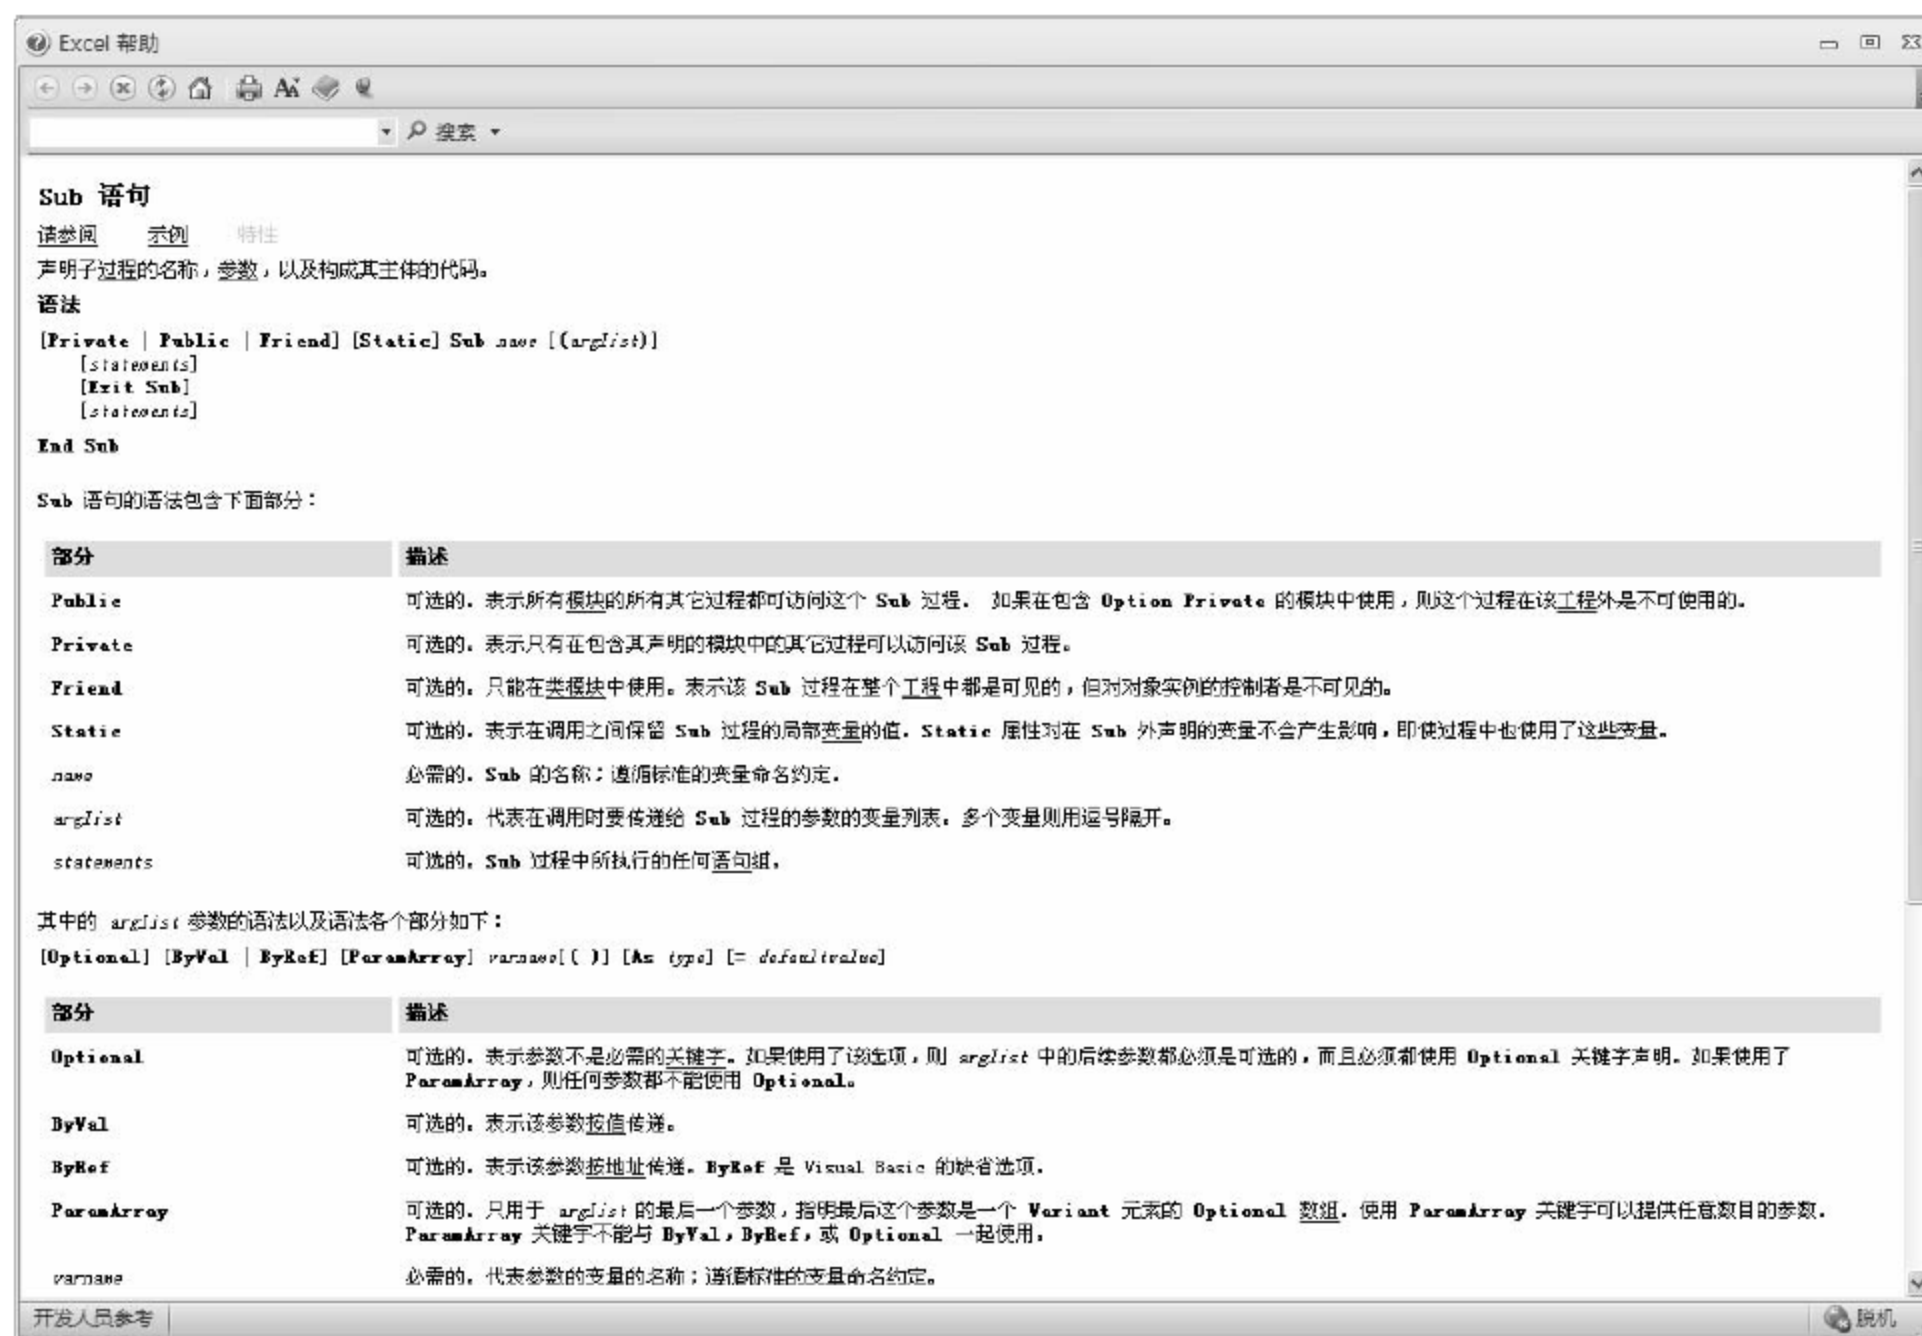 Excel 帮助
搜索
Sub 语句
请参阅 示例 特性
声明子过程的名称，参数，以及构成其主体的代码。
语法
[Private | Public | Friend] [Static] Sub name [(arglist)]
[statements]
[Exit Sub]
[statements]
End Sub
Sub 语句的语法包含下面部分：
部分 描述
Public 可选的。表示所有模块的所有其它过程都可访问这个 Sub 过程。 如果在包含 Option Private 的模块中使用，则这个过程在该工程外是不可使用的。
Private 可选的。表示只有在包含其声明的模块中的其它过程可以访问该 Sub 过程。
Friend 可选的。只能在类模块中使用。表示该 Sub 过程在整个工程中都是可见的，但对对象实例的控制者是不可见的。
Static 可选的。表示在调用之间保留 Sub 过程的局部变量的值。Static 属性对在 Sub 外声明的变量不会产生影响，即使过程中也使用了这些变量。
name 必需的。Sub 的名称；遵循标准的变量命名约定。
arglist 可选的。代表在调用时要传递给 Sub 过程的参数的变量列表。多个变量则用逗号隔开。
statements 可选的。Sub 过程中所执行的任何语句组。
其中的 arglist 参数的语法以及语法各个部分如下：
[Optional] [ByVal | ByRef] [ParamArray] varname[( )] [As type] [= defaultvalue]
部分 描述
Optional 可选的。表示参数不是必需的关键字。如果使用了该选项，则 arglist 中的后续参数都必须是可选的，而且必须都使用 Optional 关键字声明。如果使用了
ParamArray，则任何参数都不能使用 Optional。
ByVal 可选的。表示该参数按值传递。
ByRef 可选的。表示该参数按地址传递。ByRef 是 Visual Basic 的缺省选项。
ParamArray 可选的。只用于 arglist 的最后一个参数，指明最后这个参数是一个 Variant 元素的 Optional 数组。使用 ParamArray 关键字可以提供任意数目的参数。
ParamArray 关键字不能与 ByVal，ByRef，或 Optional 一起使用。
varname 必需的。代表参数的变量的名称；遵循标准的变量命名约定。
开发人员参考 脱机